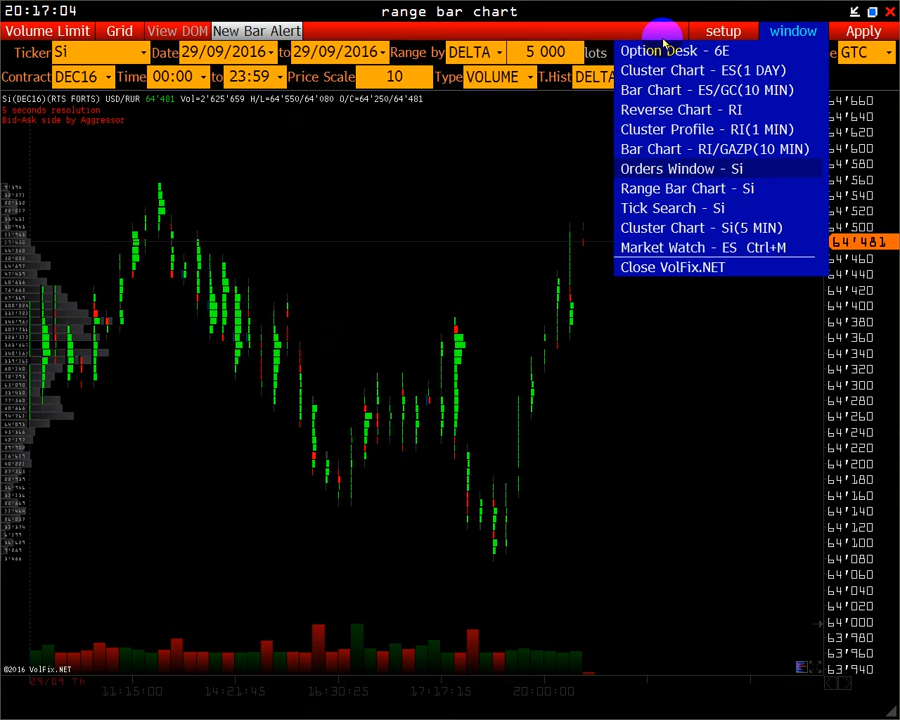 20:17:04 range bar chart
Volume Limit Grid View DOM New Bar Alert setup window Apply
Ticker Si Date 29/09/2016 29/09/2016 Range by DELTA 5 000 lots GTC
Contract DEC16 Time 00:00 23:59 Price Scale 10 Type VOLUME T.Hist DELTA
Si(DEC16)(RTS FORTS) USD/RUR 64'481 Vol=2'625'659 H/L=64'550/64'080 O/C=64'250/64'481
5 seconds resolution
Bid-Ask side by Aggressor
Option Desk - 6E
Cluster Chart - ES(1 DAY)
Bar Chart - ES/GC(10 MIN)
Reverse Chart - RI
Cluster Profile - RI(1 MIN)
Bar Chart - RI/GAZP(10 MIN)
Orders Window - Si
Range Bar Chart - Si
Tick Search - Si
Cluster Chart - Si(5 MIN)
Market Watch - ES Ctrl+M
Close VolFix.NET
64'660
64'640
64'620
64'600
64'580
64'560
64'540
64'520
64'500
64'481
64'460
64'440
64'420
64'400
64'380
64'360
64'340
64'320
64'300
64'280
64'260
64'240
64'220
64'200
64'180
64'160
64'140
64'120
64'100
64'080
64'060
64'040
64'020
64'000
63'980
63'960
63'940
©2016 VolFix.NET
29/09 Th
11:15:00 14:21:45 16:30:25 17:17:15 20:00:00